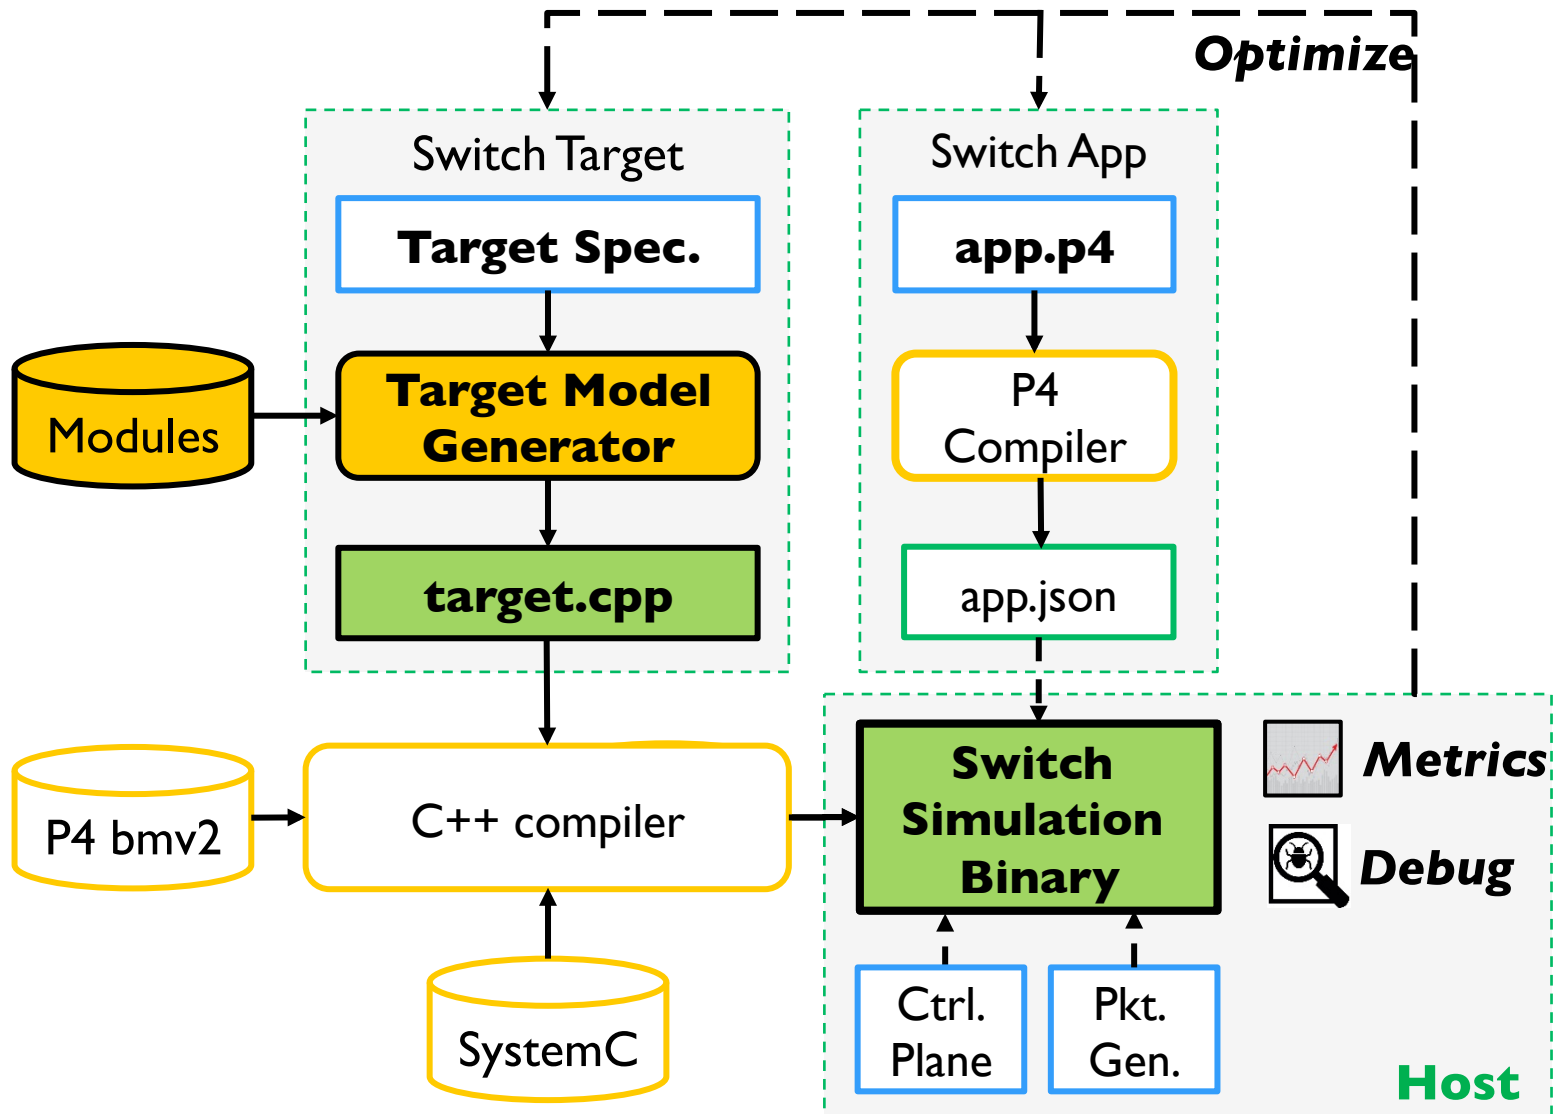 Optimize
Switch Target
Switch App
Target Spec.
app.p4
Modules
Target Model
Generator
P4
Compiler
target.cpp
app.json
P4 bmv2
C++ compiler
Switch
Simulation
Binary
Metrics
Debug
SystemC
Ctrl.
Plane
Pkt.
Gen.
Host